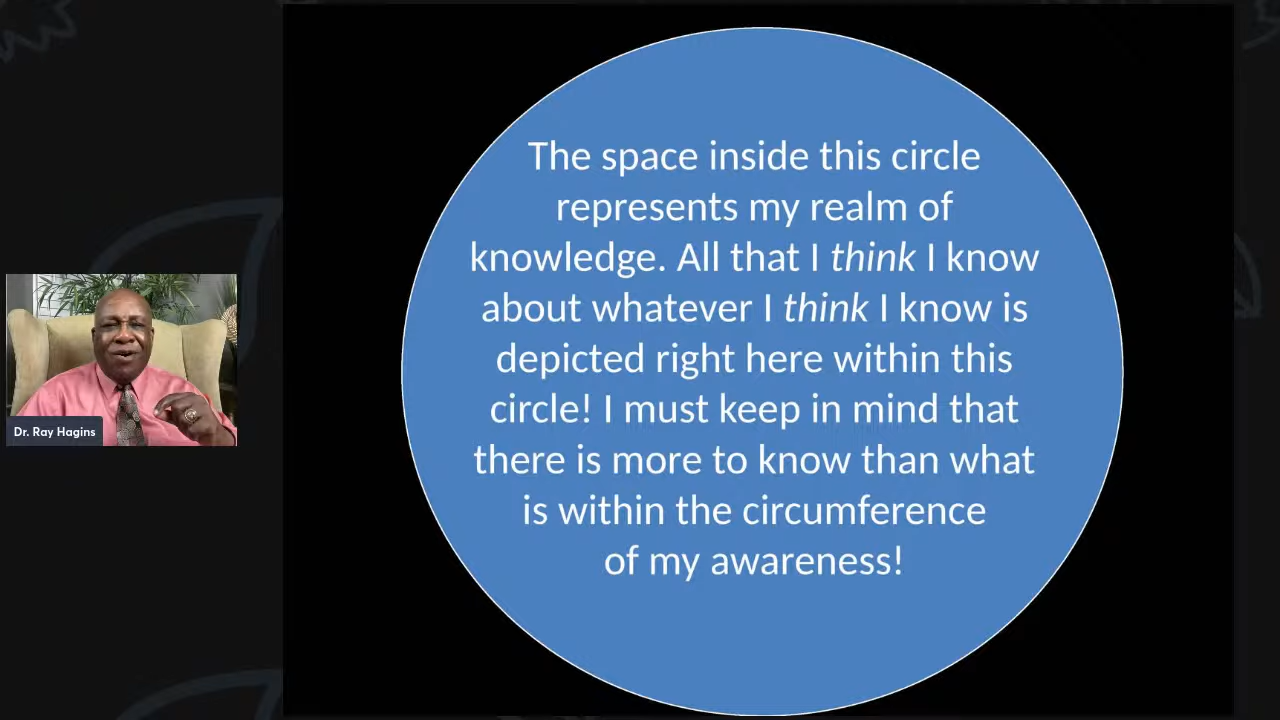 The space inside this circle
represents my realm of
knowledge. All that I think I know
about whatever I think I know is
depicted right here within this
circle! I must keep in mind that
there is more to know than what
is within the circumference
of my awareness!
Dr. Ray Hagins